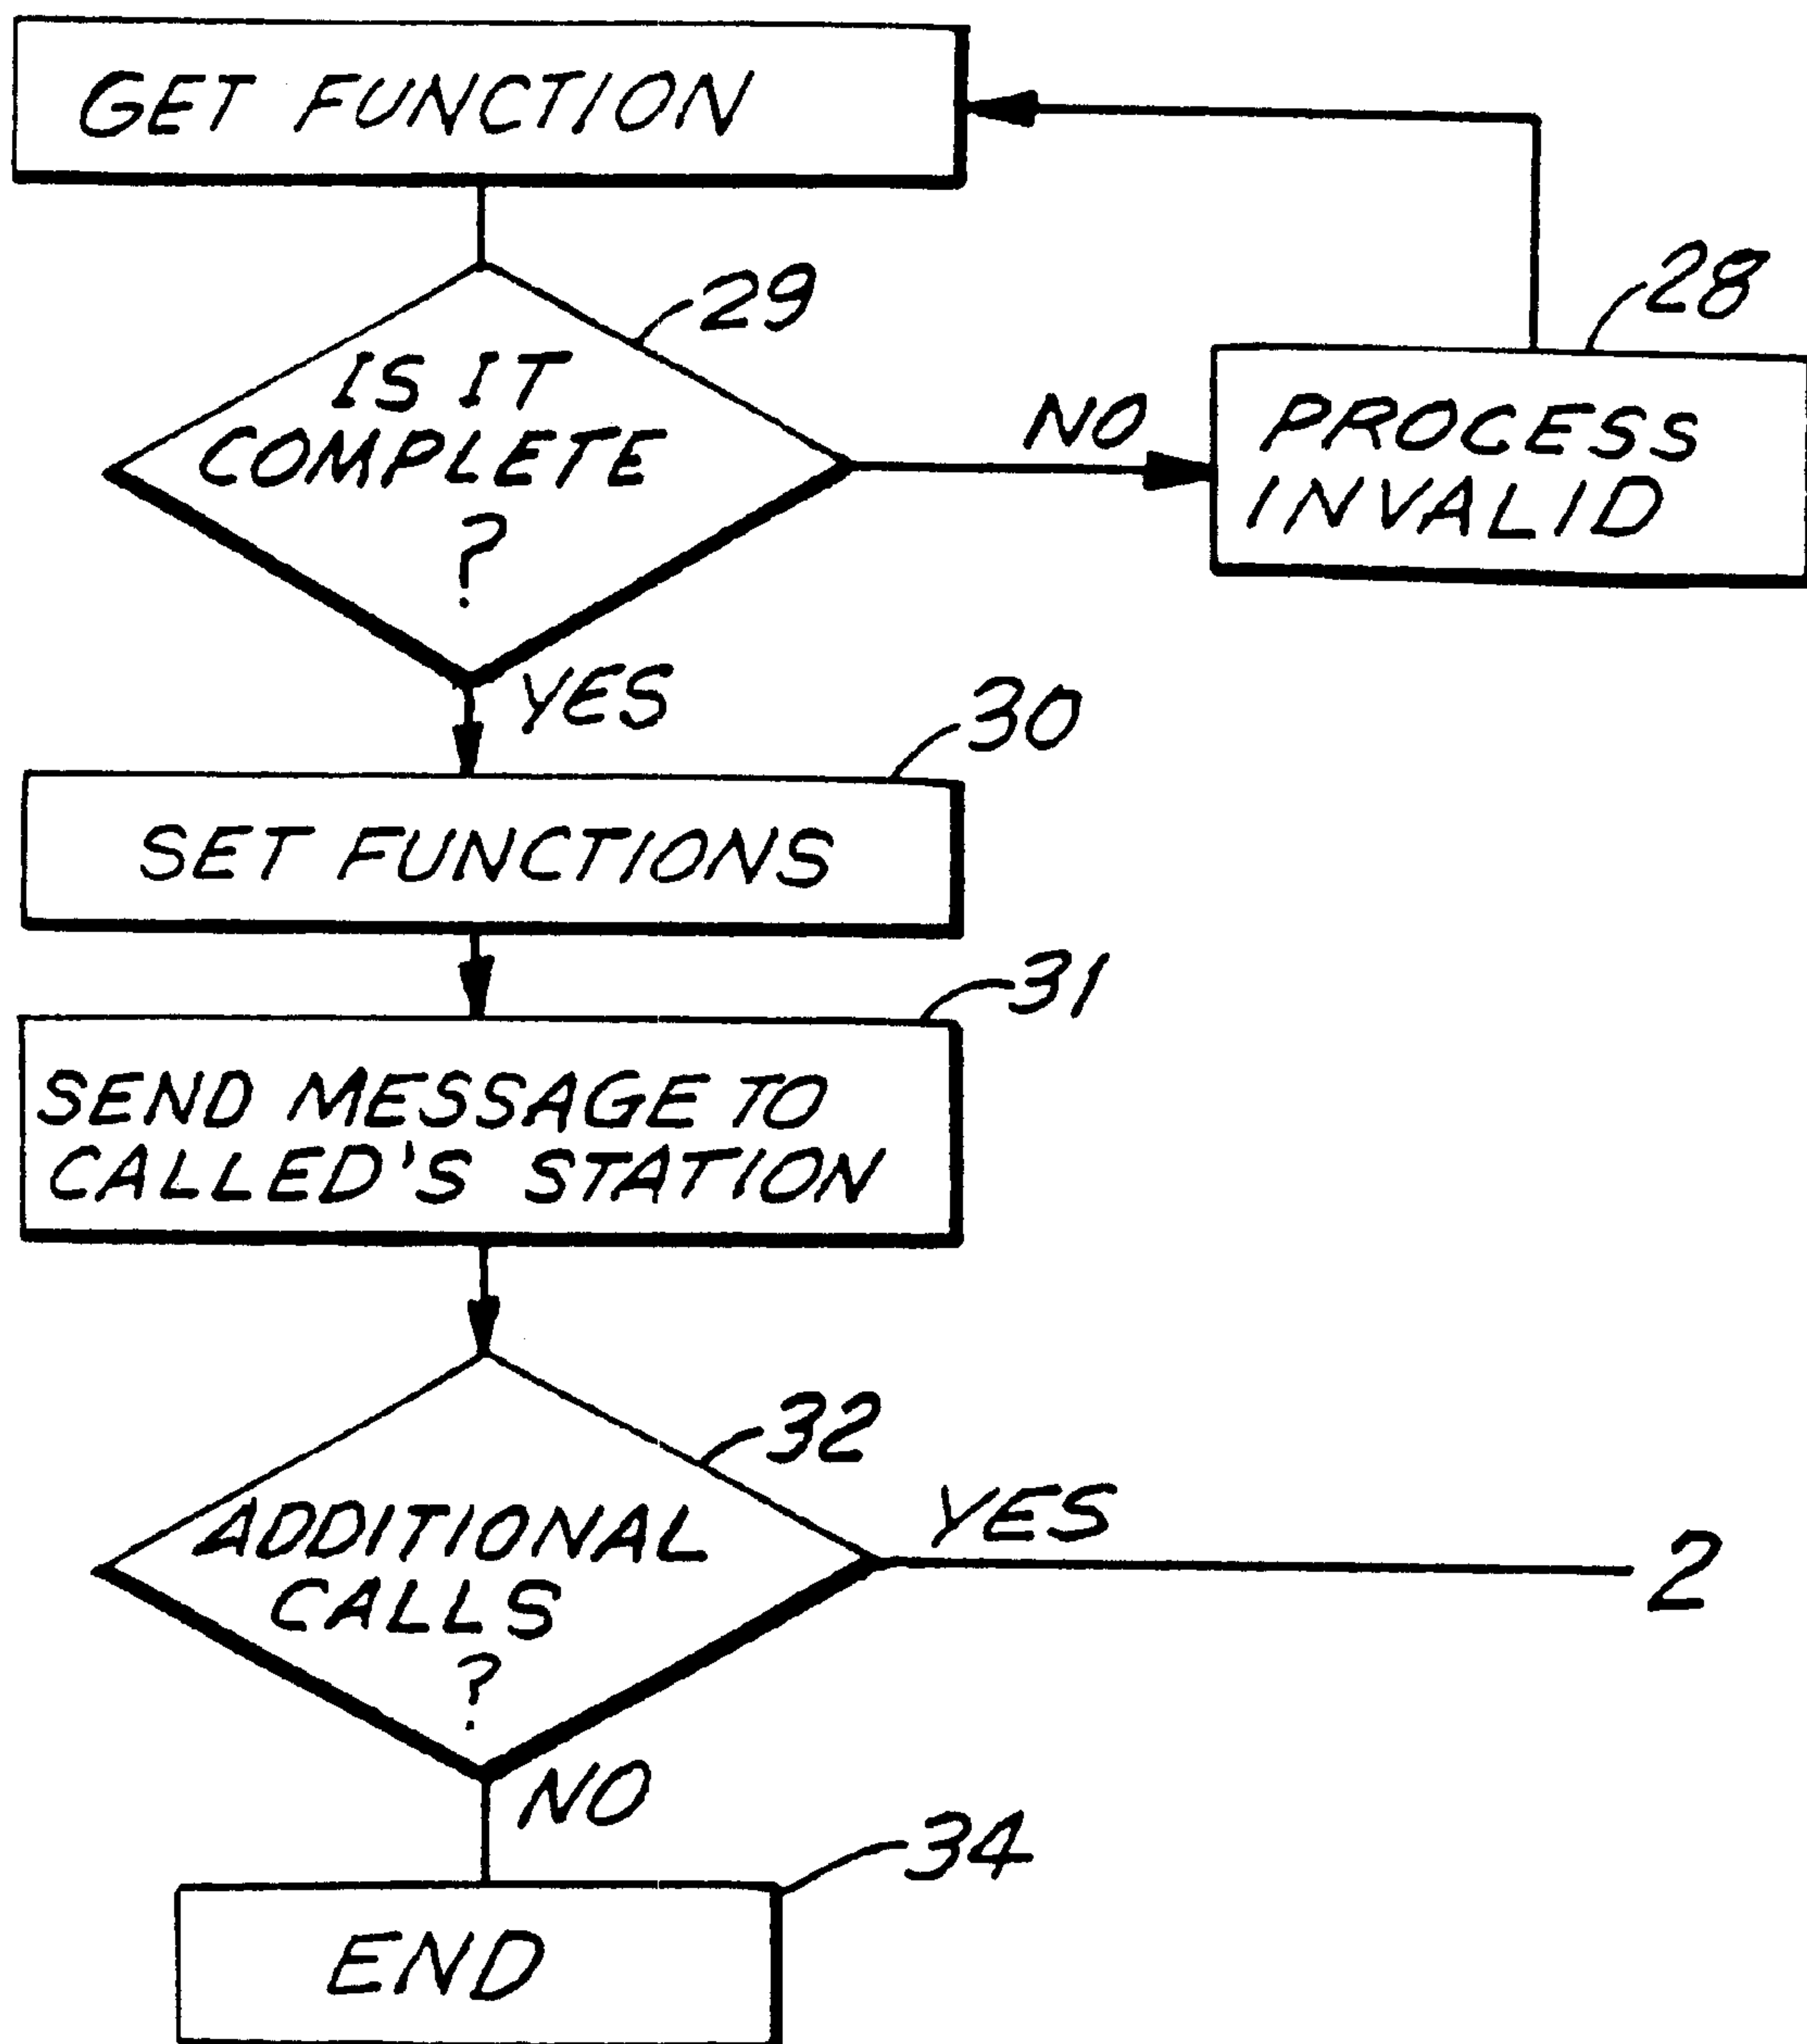 GET FUNCTION
29
28
IS IT
COMPLETE
?
NO
PROCESS
INVALID
YES
30
SET FUNCTIONS
31
SEND MESSAGE TO
CALLED'S STATION
32
ADDITIONAL
CALLS
?
YES
2
NO
34
END